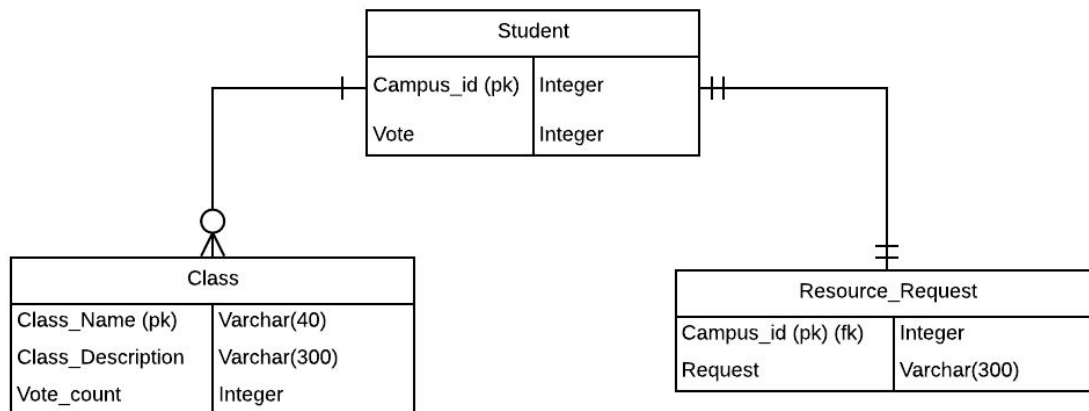 Student
Campus_id (pk) Integer
Vote Integer
Class
Class_Name (pk) Varchar(40)
Class_Description Varchar(300)
Vote_count Integer
Resource_Request
Campus_id (pk) (fk) Integer
Request Varchar(300)